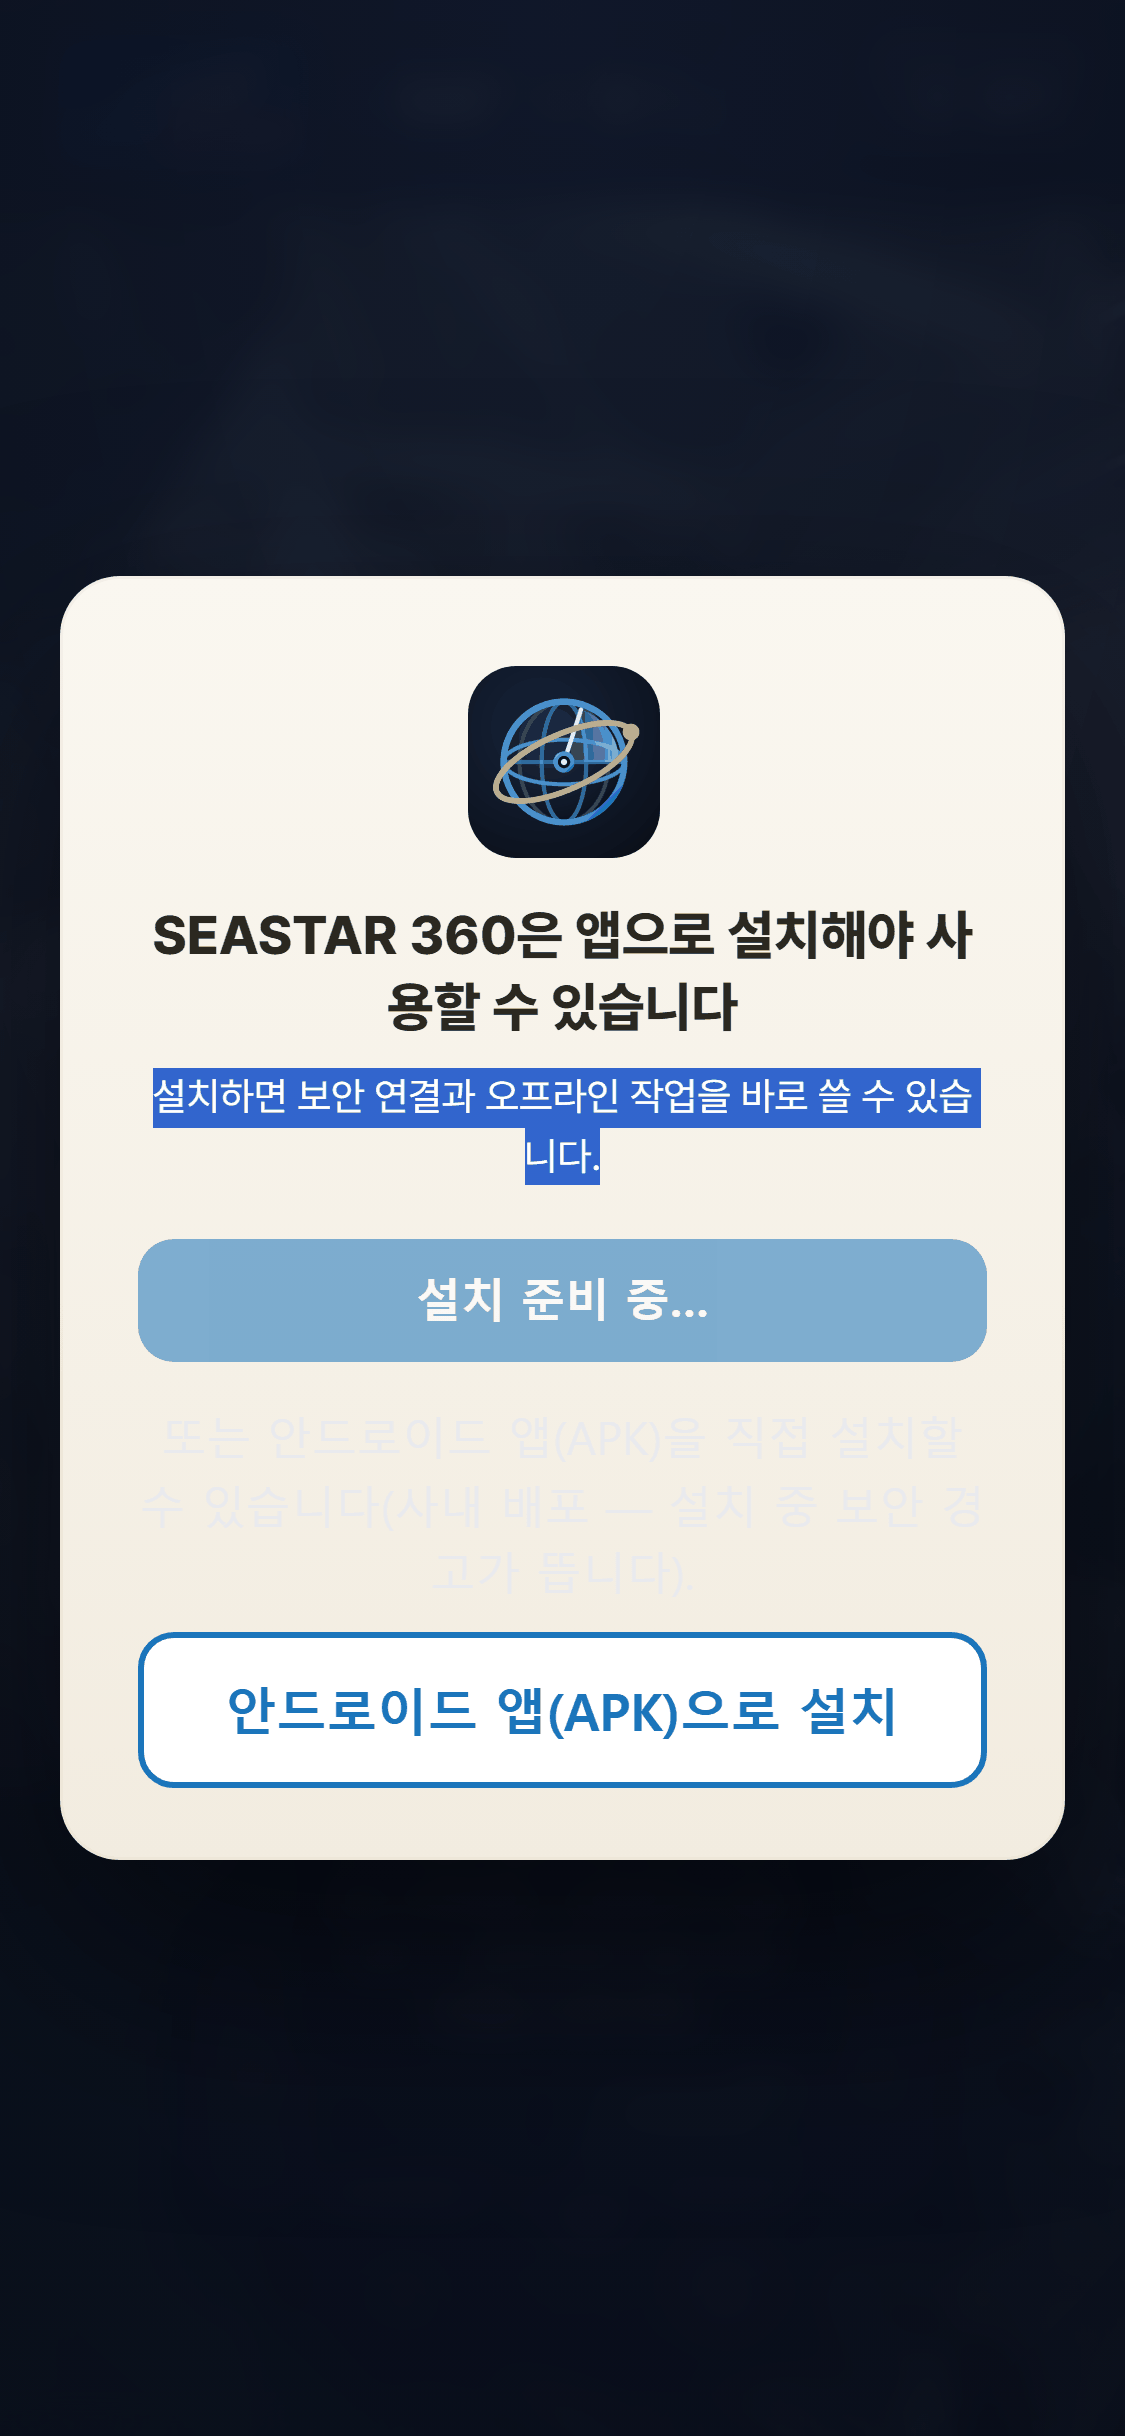 SEASTAR 360은 앱으로 설치해야 사
용할 수 있습니다
설치하면 보안 연결과 오프라인 작업을 바로 쓸 수 있습
니다.
설치 준비 중...
또는 안드로이드 앱(APK)을 직접 설치할
수 있습니다(사내 배포 — 설치 중 보안 경
고가 뜹니다).
안드로이드 앱(APK)으로 설치